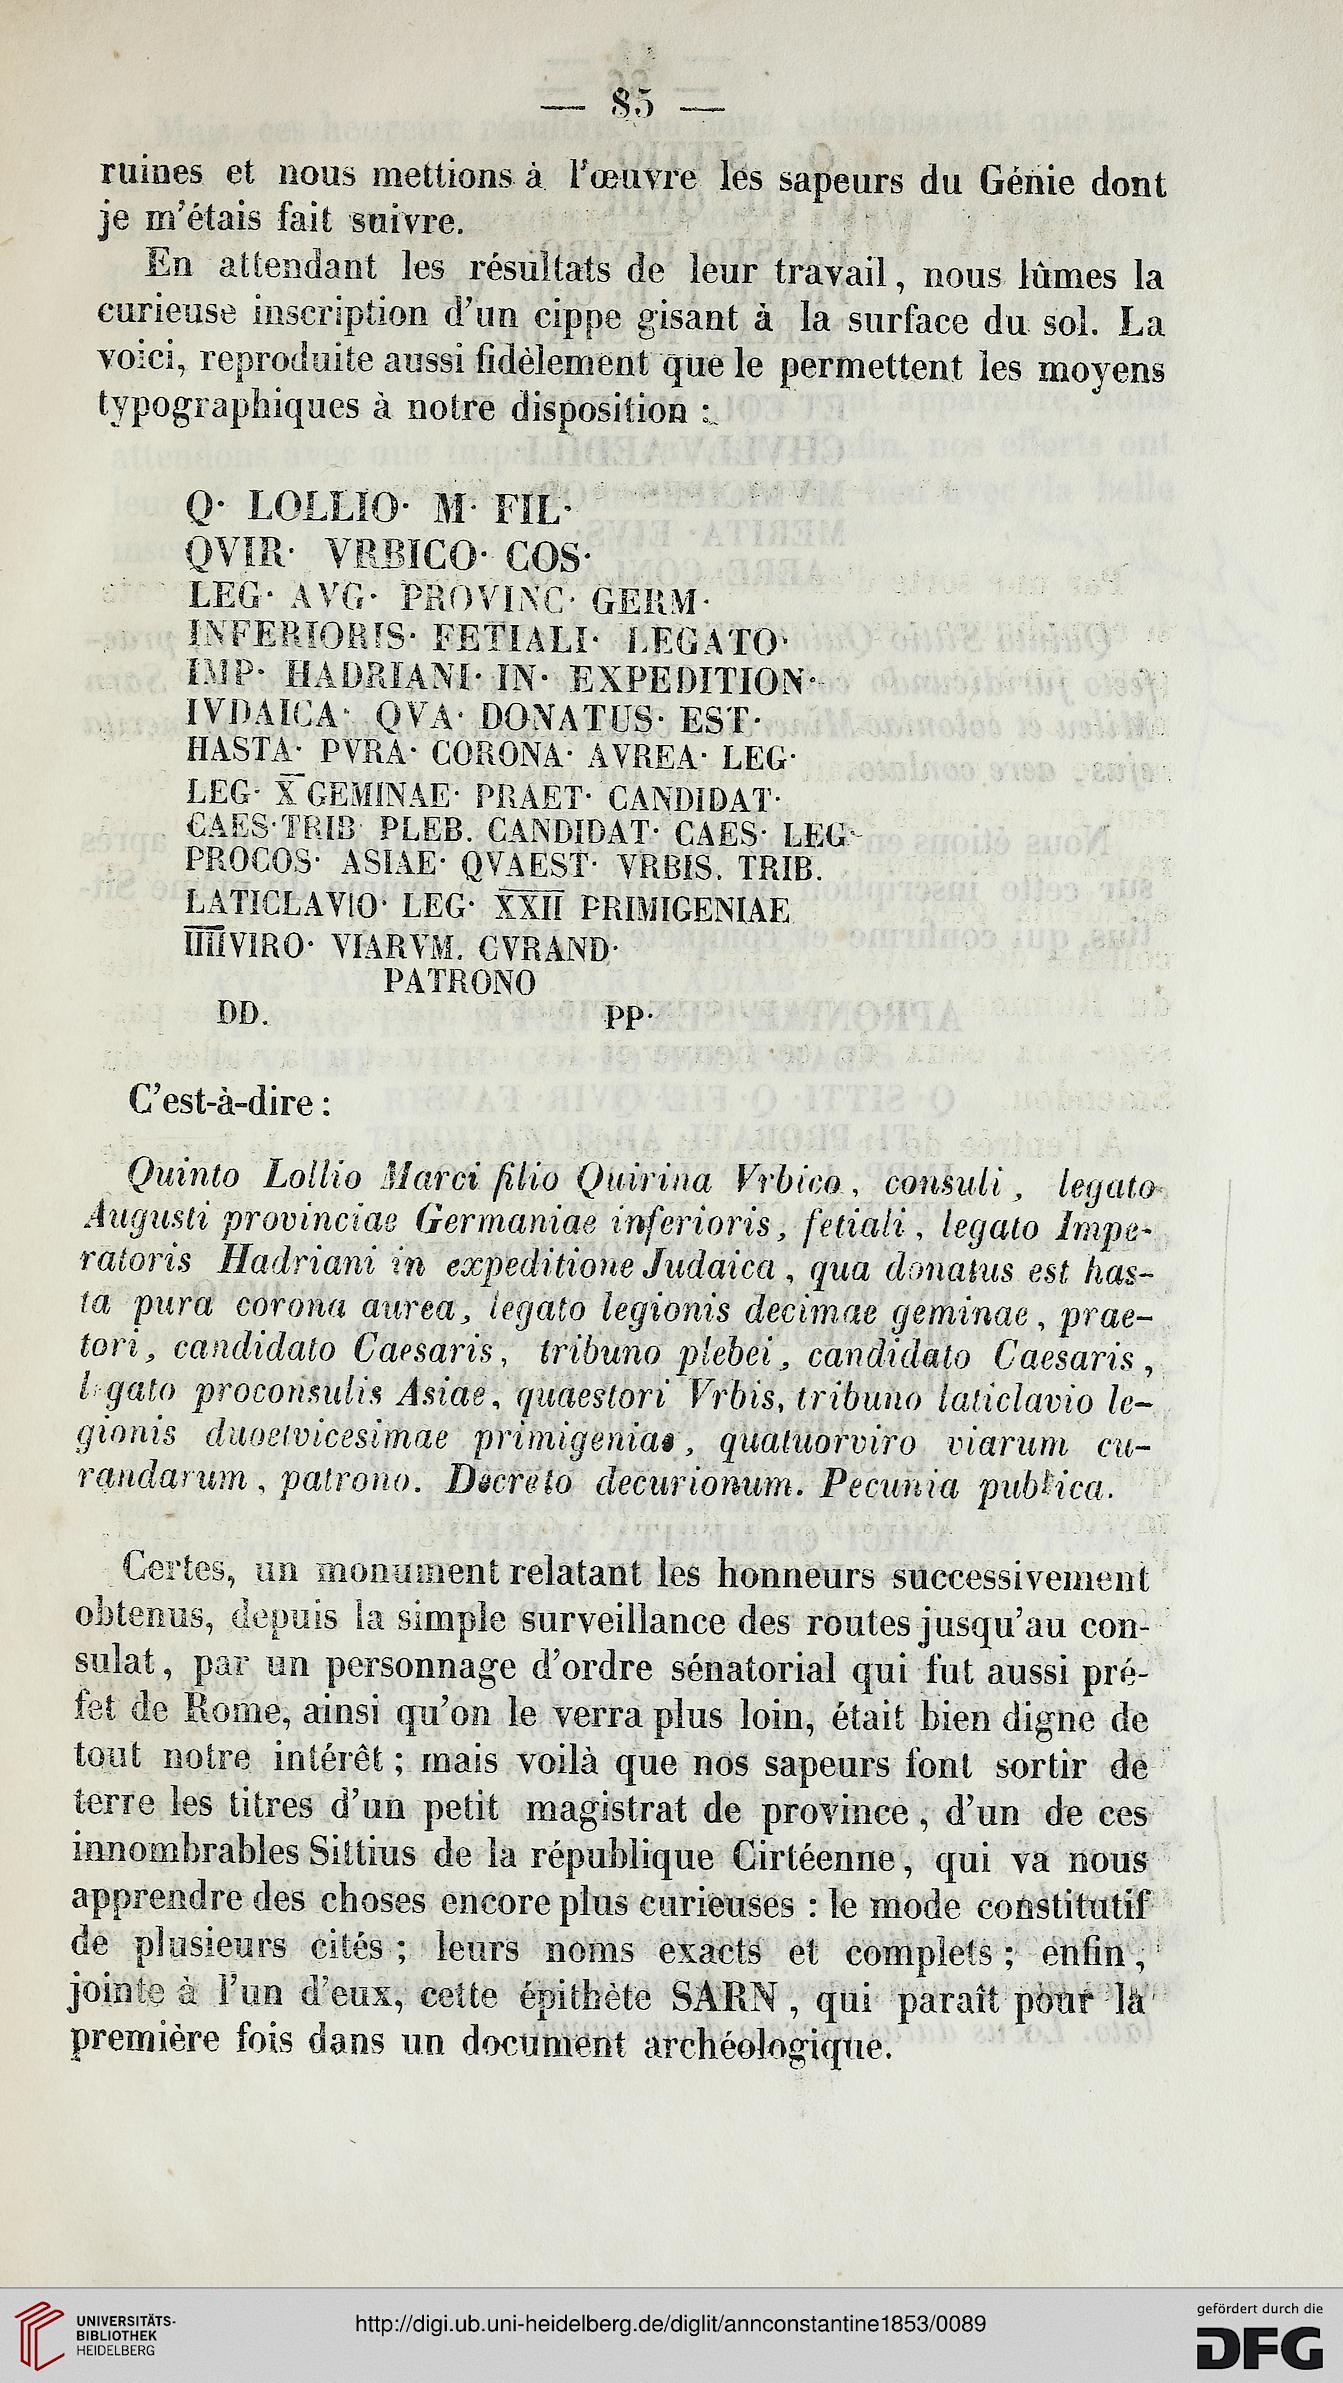 — 85 —
ruines et nous mettions à l'œuvre les sapeurs du Génie dont
je m'étais fait suivre.
En attendant les résultats de leur travail, nous lûmes la
curieuse inscription d'un cippe gisant à la surface du sol. La
voici, reproduite aussi fidèlement que le permettent les moyens
typographiques à notre disposition :
Q· LOLLIO· M· FIL·
QVIR· VRBICO· COS·
LEG· AVG· PROVINC· GERM·
INFERIORIS· FETIALI· LEGATO·
IMP· HADRIANI· IN· EXPEDITION·
IVDAICA· QVA· DONATUS· EST·
HASTA· PVRA· CORONA· AVREA· LEG·
LEG· X̅ GEMINAE· PRAET· CANDIDAT·
CAES·TRIB PLEB. CANDIDAT· CAES· LEG·
PROCOS· ASIAE· QVAEST· VRBIS. TRIB.
LATICLAVIO· LEG· X̅X̅I̅I̅ PRIMIGENIAE
I̅I̅I̅I̅VIRO· VIARVM. CVRAND·
PATRONO
DD. PP·
C'est-à-dire :
Quinto Lollio Marci filio Quirina Vrbico, consuli, legato
Augusti provinciae Germaniae inferioris, fetiali, legato Impe-
ratoris Hadriani in expeditione Judaica, qua donatus est has-
ta pura corona aurea, legato legionis decimae geminae, prae-
tori, candidato Caesaris, tribuno plebei, candidato Caesaris,
legato proconsulis Asiae, quaestori Vrbis, tribuno laticlavio le-
gionis duoetvicesimae primigeniae, quatuorviro viarum cu-
randarum, patrono. Decreto decurionum. Pecunia publica.
Certes, un monument relatant les honneurs successivement
obtenus, depuis la simple surveillance des routes jusqu'au con-
sulat, par un personnage d'ordre sénatorial qui fut aussi pré-
fet de Rome, ainsi qu'on le verra plus loin, était bien digne de
tout notre intérêt ; mais voilà que nos sapeurs font sortir de
terre les titres d'un petit magistrat de province, d'un de ces
innombrables Sittius de la république Cirtéenne, qui va nous
apprendre des choses encore plus curieuses : le mode constitutif
de plusieurs cités ; leurs noms exacts et complets ; enfin,
jointe à l'un d'eux, cette épithète SARN, qui paraît pour la
première fois dans un document archéologique.
UNIVERSITÄTS-
BIBLIOTHEK
HEIDELBERG
http://digi.ub.uni-heidelberg.de/diglit/annconstantine1853/0089
gefördert durch die
DFG